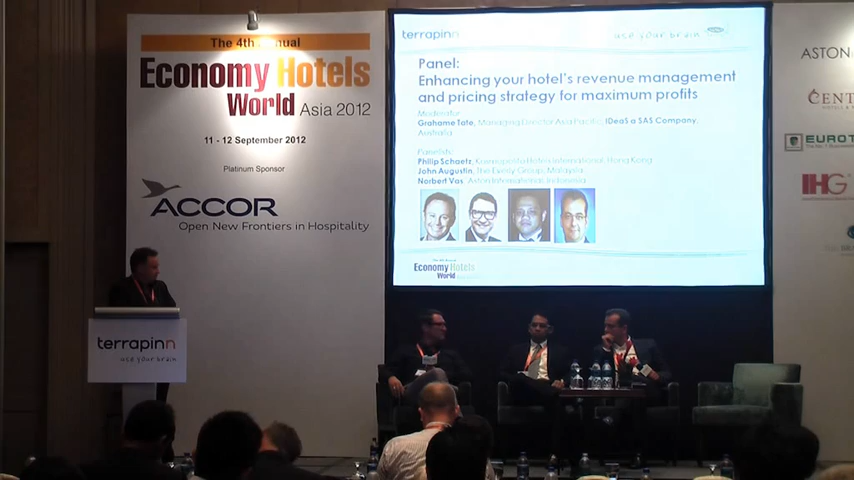 The 4th Annual
Economy Hotels
World Asia 2012
11 - 12 September 2012
Platinum Sponsor
ACCOR
Open New Frontiers in Hospitality
terrapinn
use your brain
terrapinn
use your brain
Panel:
Enhancing your hotel's revenue management
and pricing strategy for maximum profits
Moderator:
Grahame Tate, Managing Director Asia Pacific, IDeaS a SAS Company,
Australia
Panelists:
Philip Schaetz, Kosmopolito Hotels International, Hong Kong
John Augustin, The Group, Malaysia
Norbert Vas, Aston International, Indonesia
Economy Hotels
World
ASTON
CENT
EUROT
IHG